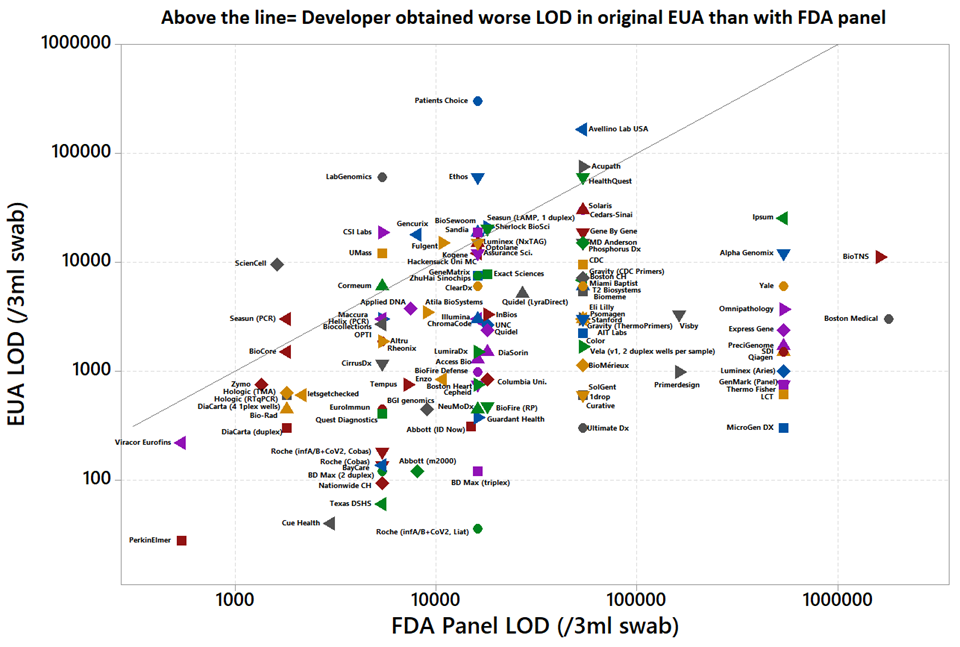 Above the line= Developer obtained worse LOD in original EUA than with FDA panel
EUA LOD (/3ml swab)
1000000
100000
10000
1000
100
Patients Choice
Avellino Lab USA
Acupath
LabGenomics
Ethos
HealthQuest
Solaris
Cedars-Sinai
Seasun (LAMP, 1 duplex)
Ipsum
BioSewoom
Gencurix
Sherlock BioSci
CSI Labs
Sandia
Gene By Gene
Fulgent
Luminex (NxTAG)
MD Anderson
Optolane
Phosphorus Dx
UMass
Kogene
Assurance Sci.
Alpha Genomix
BioTNS
Hackensack Uni MC
CDC
ScienCell
GeneMatrix
Exact Sciences
Gravity (CDC Primers)
ZhuHai Sinochips
Boston CH
Cormeum
ClearDx
Miami Baptist
Yale
T2 Biosystems
Biomeme
Applied DNA
Atila BioSystems
Quidel (LyraDirect)
Eli Lilly
Omnipathology
Maccura
Illumina
InBios
Psomagen
Seasun (PCR)
Helix (PCR)
ChromaCode
Stanford
Visby
Boston Medical
Biocollections
UNC
Gravity (ThermoPrimers)
Express Gene
OPTI
Quidel
AIT Labs
Altru
Color
Rheonix
PreciGenome
BioCore
LumiraDx
DiaSorin
Vela (v1, 2 duplex wells per sample)
SDI
Access Bio
Qiagen
CirrusDx
BioFire Defense
BioMérieux
Primerdesign
Luminex (Aries)
Zymo
Tempus
Enzo
Columbia Uni.
GenMark (Panel)
Hologic (TMA)
letsgetchecked
Boston Heart
SolGent
Thermo Fisher
Hologic (RTqPCR)
BGI genomics
Cepheid
1drop
LCT
DiaCarta (4 1plex wells)
EuroImmun
NeuMoDx
BioFire (RP)
Curative
Bio-Rad
Quest Diagnostics
Guardant Health
DiaCarta (duplex)
Abbott (ID Now)
Ultimate Dx
MicroGen DX
Viracor Eurofins
Roche (infA/B+CoV2, Cobas)
Roche (Cobas)
Abbott (m2000)
BayCare
BD Max (2 duplex)
BD Max (triplex)
Nationwide CH
Texas DSHS
Cue Health
Roche (infA/B+CoV2, Liat)
PerkinElmer
1000
10000
100000
1000000
FDA Panel LOD (/3ml swab)